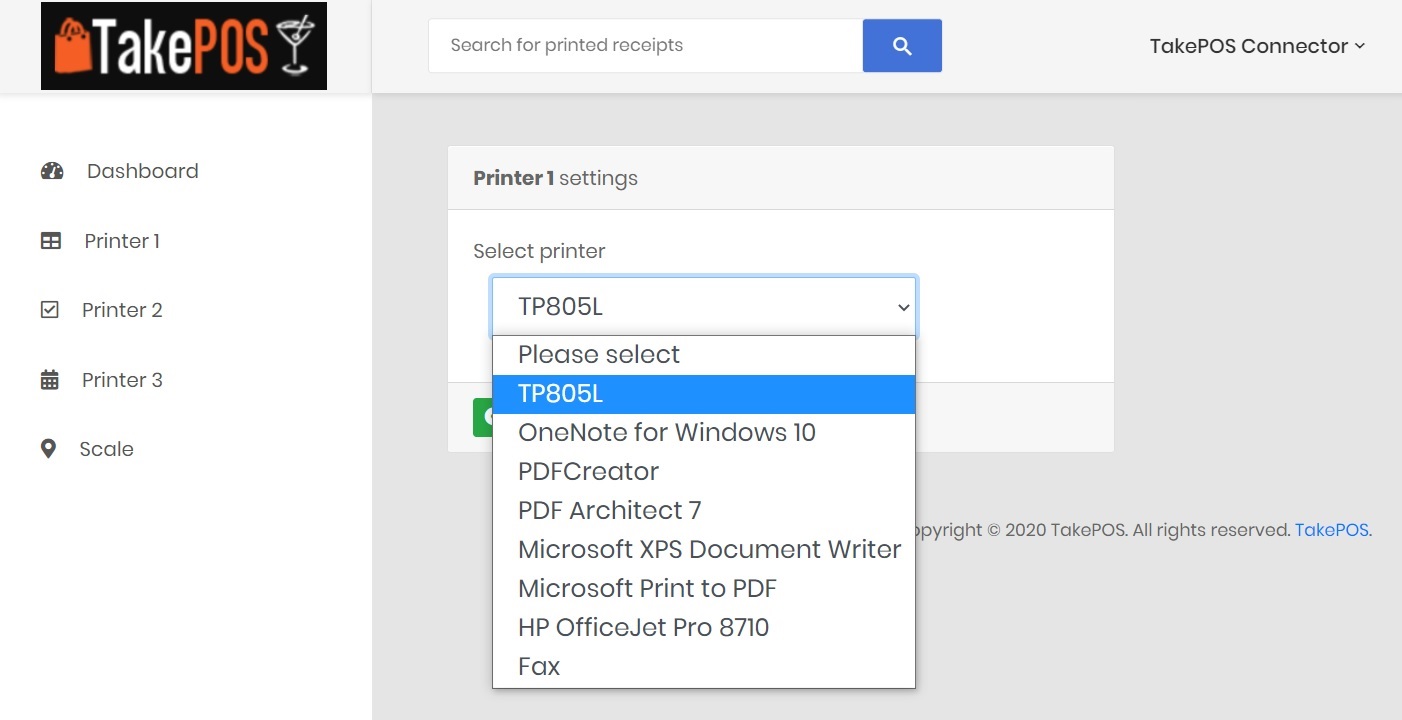 TakePOS
Search for printed receipts
TakePOS Connector
Dashboard
Printer 1
Printer 2
Printer 3
Scale
Printer 1 settings
Select printer
TP805L
Please select
TP805L
OneNote for Windows 10
PDFCreator
PDF Architect 7
Microsoft XPS Document Writer
Microsoft Print to PDF
HP OfficeJet Pro 8710
Fax
opyright © 2020 TakePOS. All rights reserved. TakePOS.